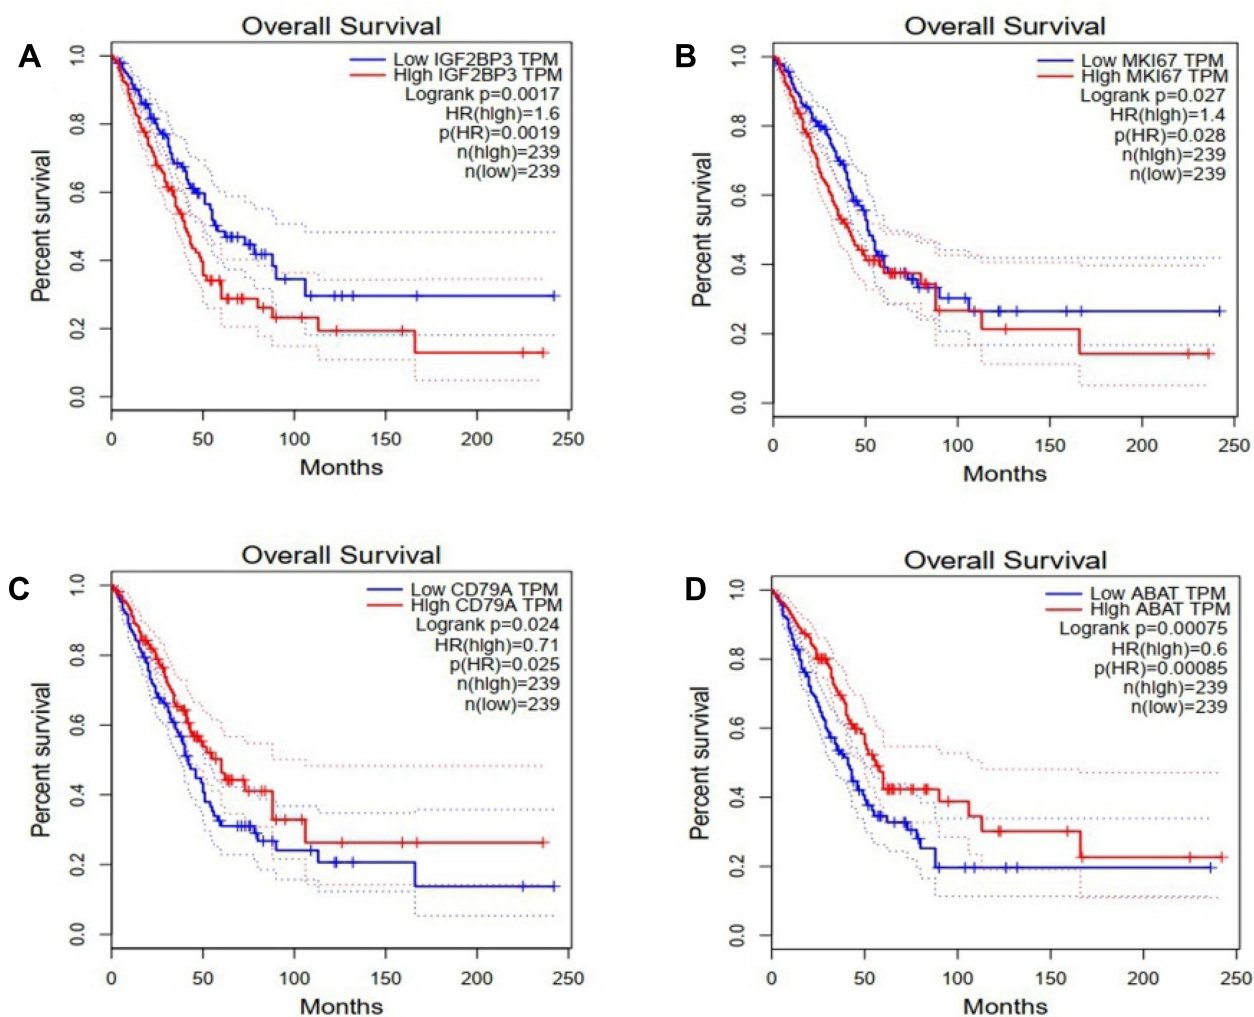 A
Overall Survival
Low IGF2BP3 TPM
HIgh IGF2BP3 TPM
Logrank p=0.0017
HR(hIgh)=1.6
p(HR)=0.0019
n(hIgh)=239
n(low)=239
Percent survival
0.0 0.2 0.4 0.6 0.8 1.0
0 50 100 150 200 250
Months
B
Overall Survival
Low MKI67 TPM
HIgh MKI67 TPM
Logrank p=0.027
HR(hIgh)=1.4
p(HR)=0.028
n(hIgh)=239
n(low)=239
Percent survival
0.0 0.2 0.4 0.6 0.8 1.0
0 50 100 150 200 250
Months
C
Overall Survival
Low CD79A TPM
HIgh CD79A TPM
Logrank p=0.024
HR(hIgh)=0.71
p(HR)=0.025
n(hIgh)=239
n(low)=239
Percent survival
0.0 0.2 0.4 0.6 0.8 1.0
0 50 100 150 200 250
Months
D
Overall Survival
Low ABAT TPM
HIgh ABAT TPM
Logrank p=0.00075
HR(hIgh)=0.6
p(HR)=0.00085
n(hIgh)=239
n(low)=239
Percent survival
0.0 0.2 0.4 0.6 0.8 1.0
0 50 100 150 200 250
Months